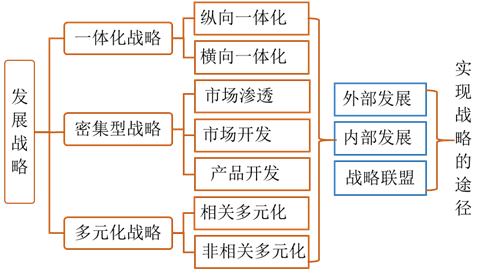 发展战略
一体化战略
纵向一体化
横向一体化
密集型战略
市场渗透
市场开发
产品开发
多元化战略
相关多元化
非相关多元化
外部发展
内部发展
战略联盟
实现战略的途径